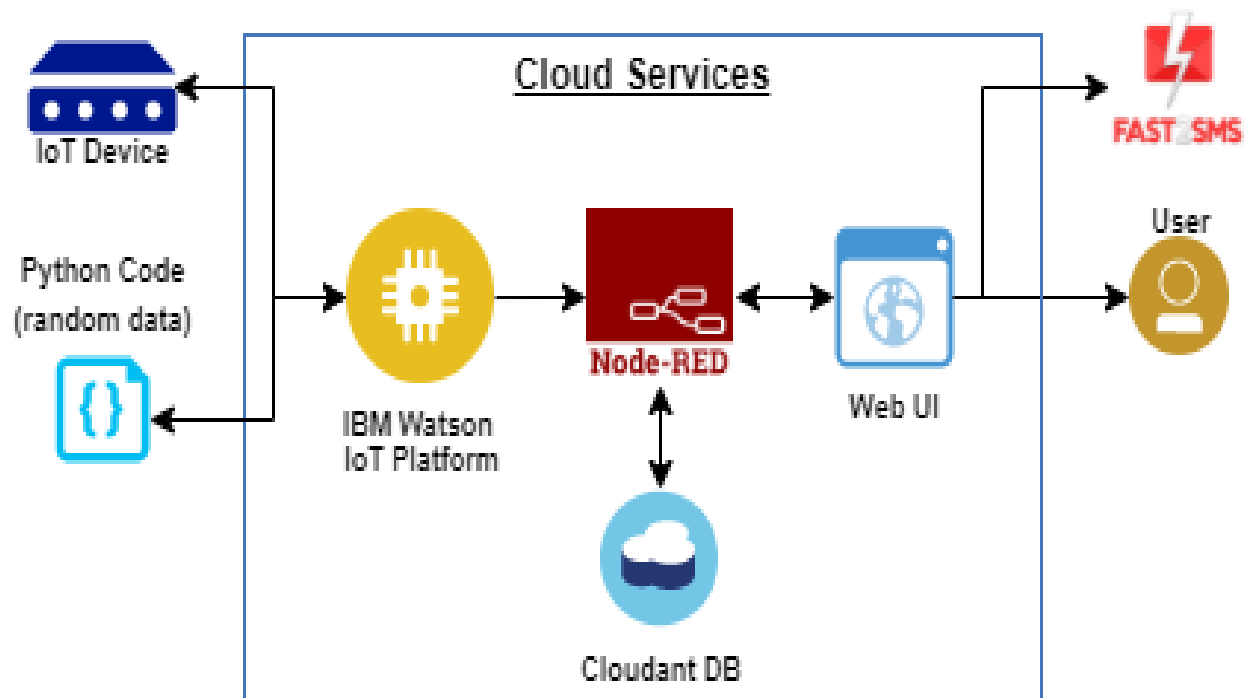 Cloud Services
IoT Device
FAST2SMS
User
Python Code
(random data)
{}
Node-RED
Web UI
IBM Watson
IoT Platform
Cloudant DB